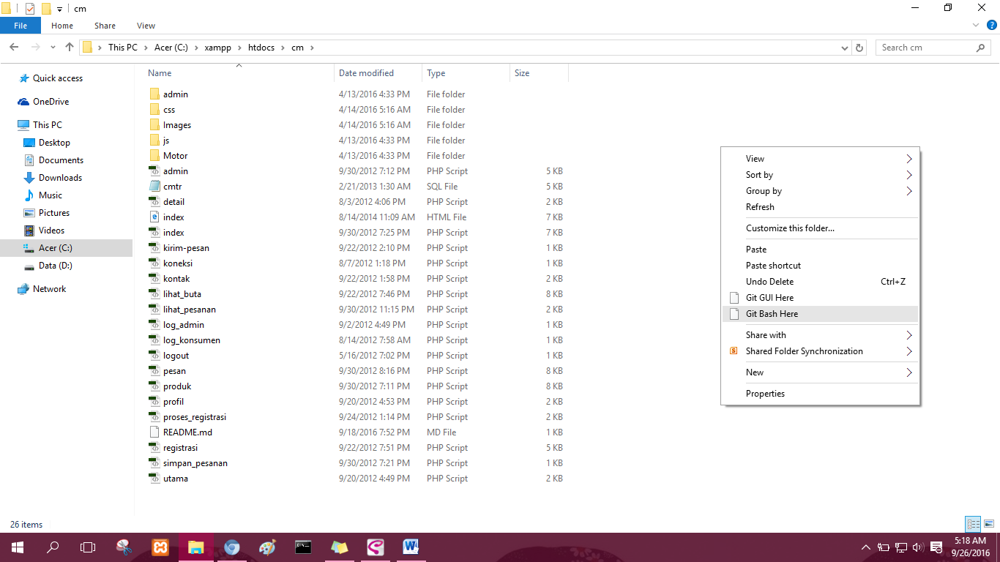 cm
File Home Share View
This PC Acer (C:) xampp htdocs cm Search cm
Quick access
OneDrive
This PC
Desktop
Documents
Downloads
Music
Pictures
Videos
Acer (C:)
Data (D:)
Network
Name Date modified Type Size
admin 4/13/2016 4:33 PM File folder
css 4/14/2016 5:16 AM File folder
Images 4/14/2016 5:16 AM File folder
js 4/13/2016 4:33 PM File folder
Motor 4/13/2016 4:33 PM File folder
admin 9/30/2012 7:12 PM PHP Script 5 KB
cmtr 2/21/2013 1:30 AM SQL File 5 KB
detail 8/3/2012 4:06 PM PHP Script 2 KB
index 8/14/2014 11:09 AM HTML File 7 KB
index 9/30/2012 7:25 PM PHP Script 7 KB
kirim-pesan 9/22/2012 2:10 PM PHP Script 1 KB
koneksi 8/7/2012 1:18 PM PHP Script 1 KB
kontak 9/22/2012 1:58 PM PHP Script 2 KB
lihat_buta 9/22/2012 7:46 PM PHP Script 8 KB
lihat_pesanan 9/30/2012 11:15 PM PHP Script 2 KB
log_admin 9/2/2012 4:49 PM PHP Script 1 KB
log_konsumen 8/14/2012 7:58 AM PHP Script 1 KB
logout 5/16/2012 7:02 PM PHP Script 1 KB
pesan 9/30/2012 8:16 PM PHP Script 8 KB
produk 9/30/2012 7:11 PM PHP Script 8 KB
profil 9/20/2012 4:53 PM PHP Script 2 KB
proses_registrasi 9/24/2012 1:14 PM PHP Script 2 KB
README.md 9/18/2016 7:52 PM MD File 1 KB
registrasi 9/22/2012 7:51 PM PHP Script 5 KB
simpan_pesanan 9/30/2012 7:21 PM PHP Script 1 KB
utama 9/20/2012 4:49 PM PHP Script 2 KB
View
Sort by
Group by
Refresh
Customize this folder...
Paste
Paste shortcut
Undo Delete Ctrl+Z
Git GUI Here
Git Bash Here
Share with
Shared Folder Synchronization
New
Properties
26 items
5:18 AM
9/26/2016